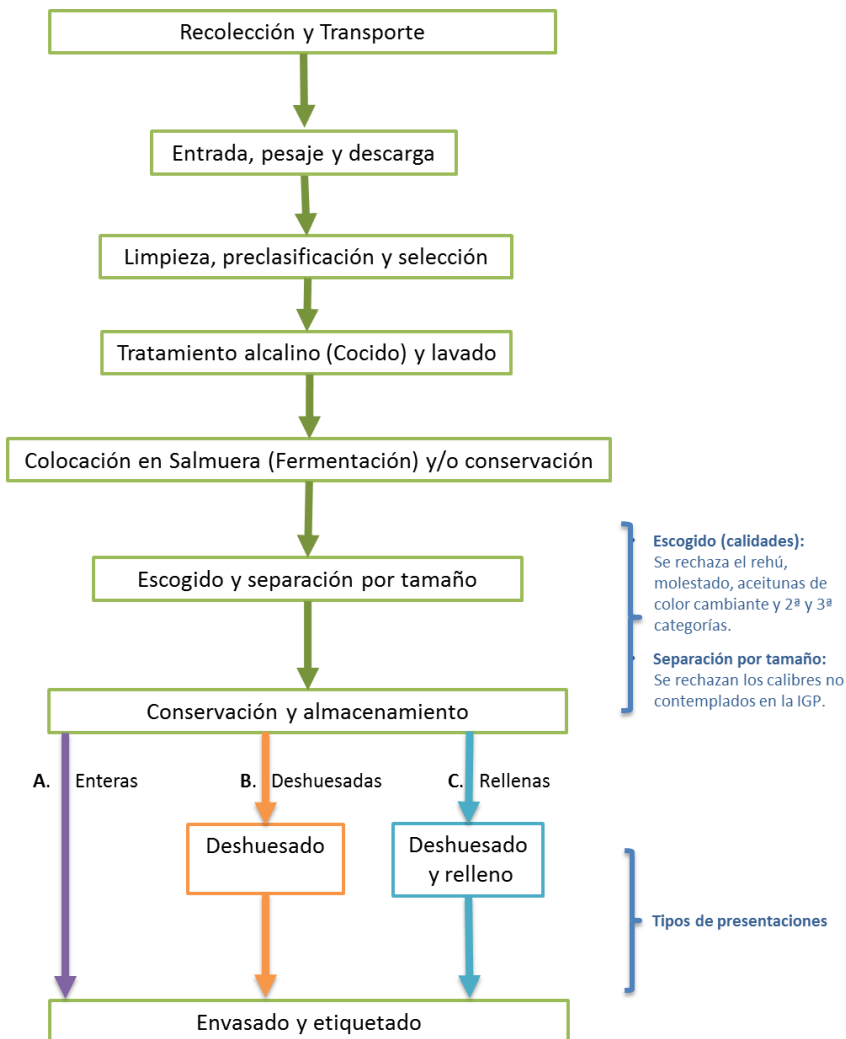 Recolección y Transporte
Entrada, pesaje y descarga
Limpieza, preclasificación y selección
Tratamiento alcalino (Cocido) y lavado
Colocación en Salmuera (Fermentación) y/o conservación
Escogido y separación por tamaño
Escogido (calidades):
Se rechaza el rehú,
molestado, aceitunas de
color cambiante y 2ª y 3ª
categorías.
Separación por tamaño:
Se rechazan los calibres no
contemplados en la IGP.
Conservación y almacenamiento
A. Enteras
B. Deshuesadas
C. Rellenas
Deshuesado
Deshuesado
y relleno
Tipos de presentaciones
Envasado y etiquetado